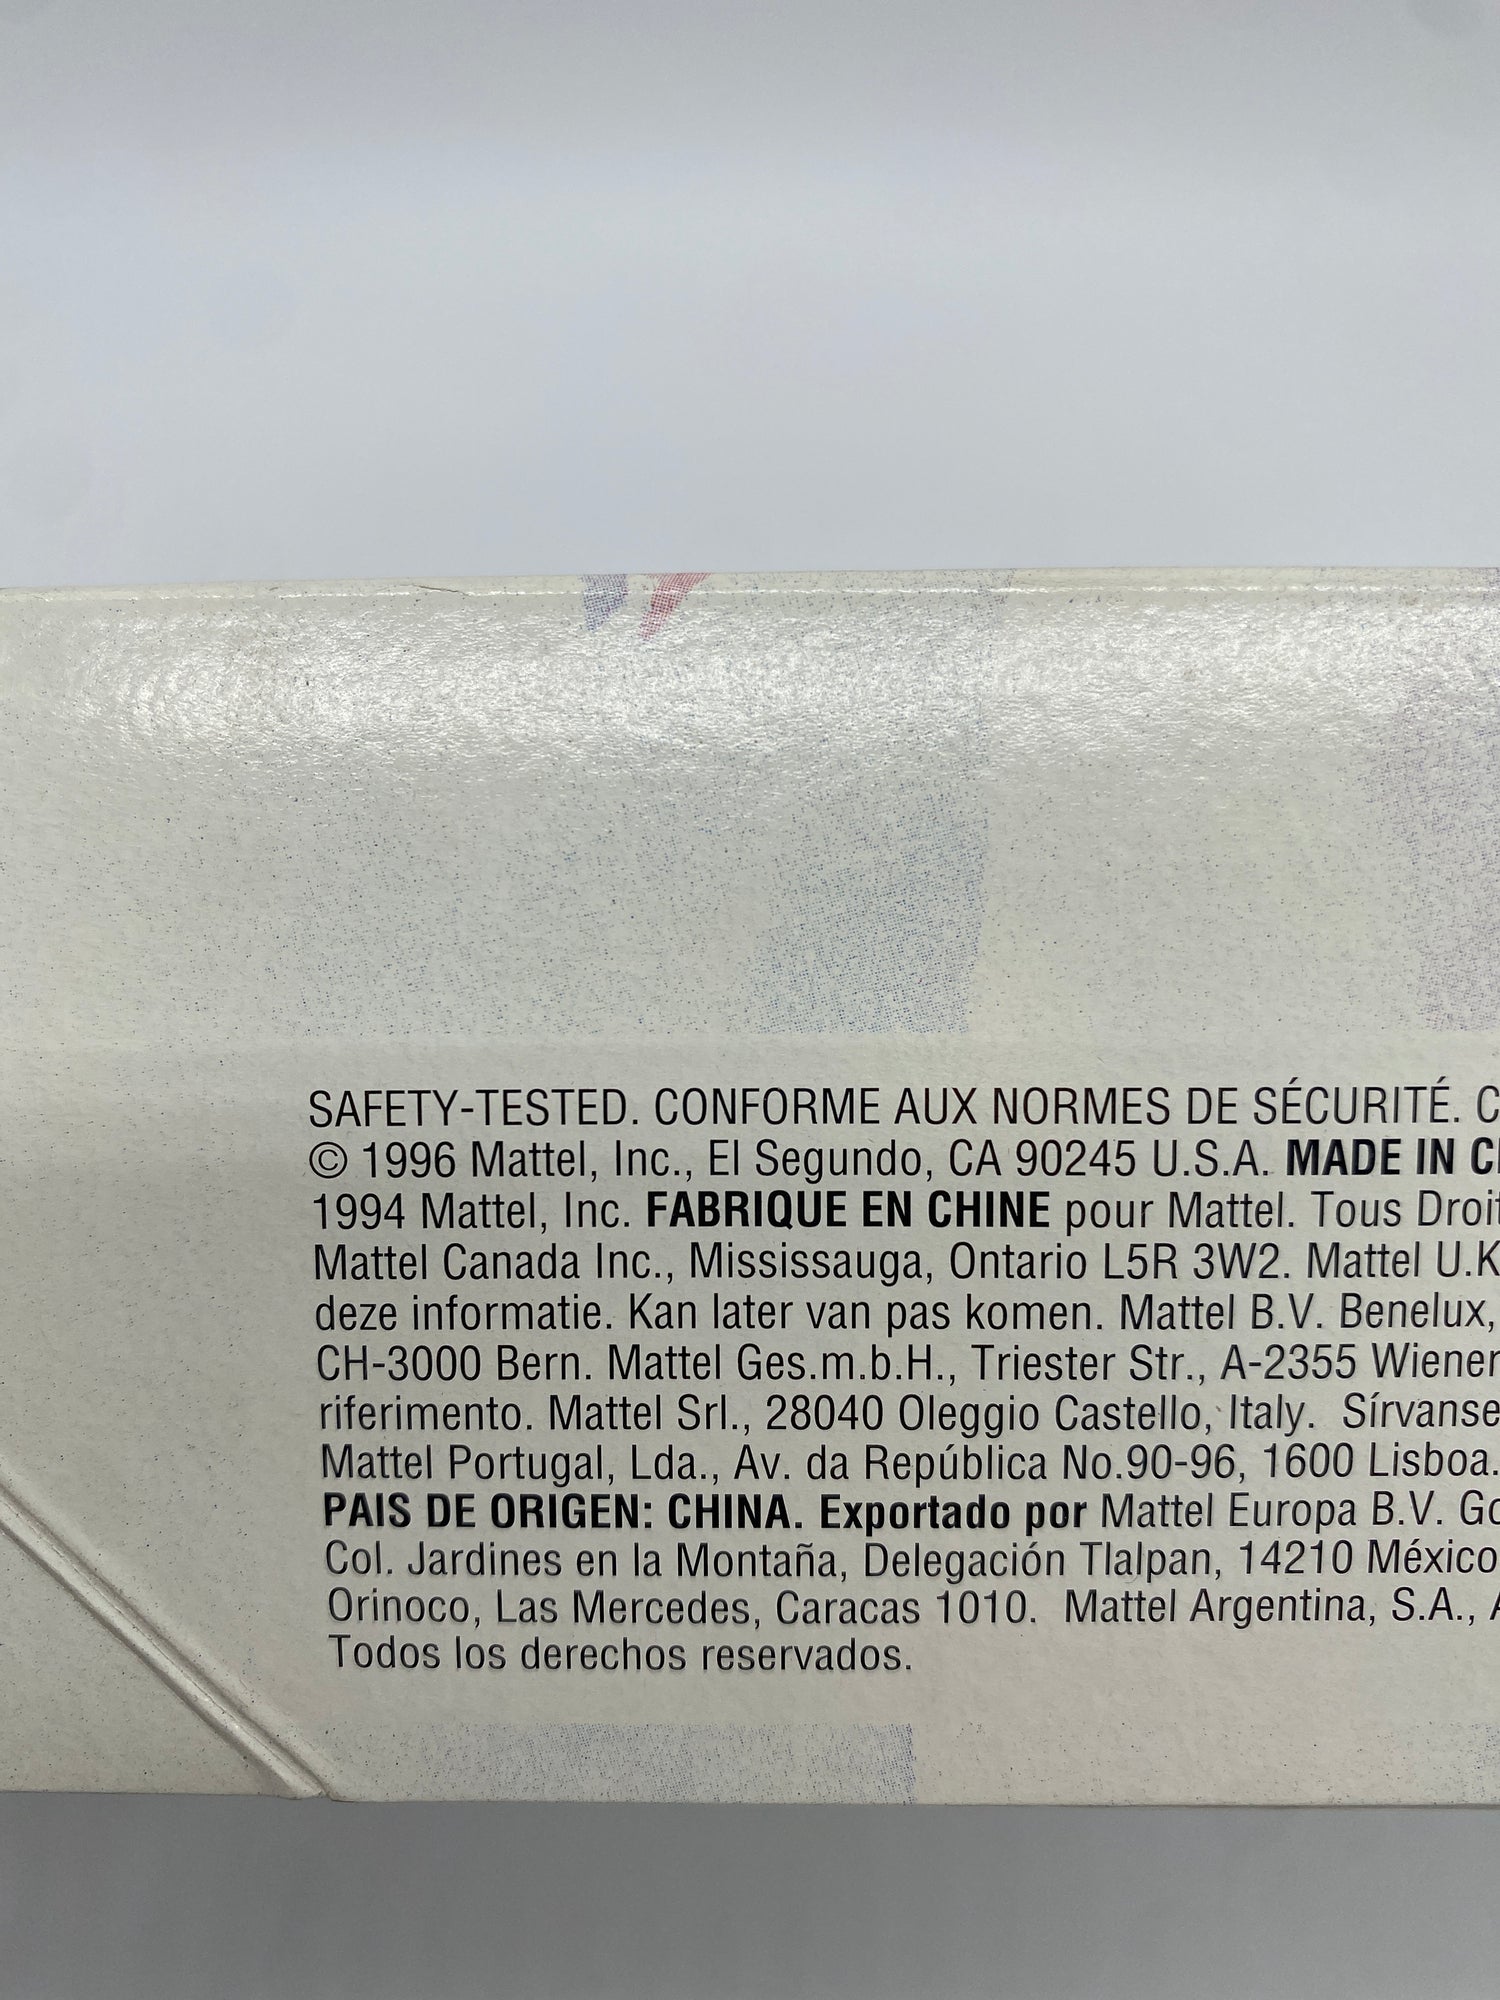 SAFETY-TESTED. CONFORME AUX NORMES DE SÉCURITÉ.
© 1996 Mattel, Inc., El Segundo, CA 90245 U.S.A. MADE IN
1994 Mattel, Inc. FABRIQUE EN CHINE pour Mattel. Tous
Mattel Canada Inc., Mississauga, Ontario L5R 3W2. Mattel
deze informatie. Kan later van pas komen. Mattel B.V. Benelux,
CH-3000 Bern. Mattel Ges.m.b.H., Triester Str., A-2355 Wiener
riferimento. Mattel Srl., 28040 Oleggio Castello, Italy. Sírvanse
Mattel Portugal, Lda., Av. da República No.90-96, 1600 Lisboa.
PAIS DE ORIGEN: CHINA. Exportado por Mattel Europa B.V.
Col. Jardines en la Montaña, Delegación Tlalpan, 14210 México
Orinoco, Las Mercedes, Caracas 1010. Mattel Argentina, S.A.,
Todos los derechos reservados.